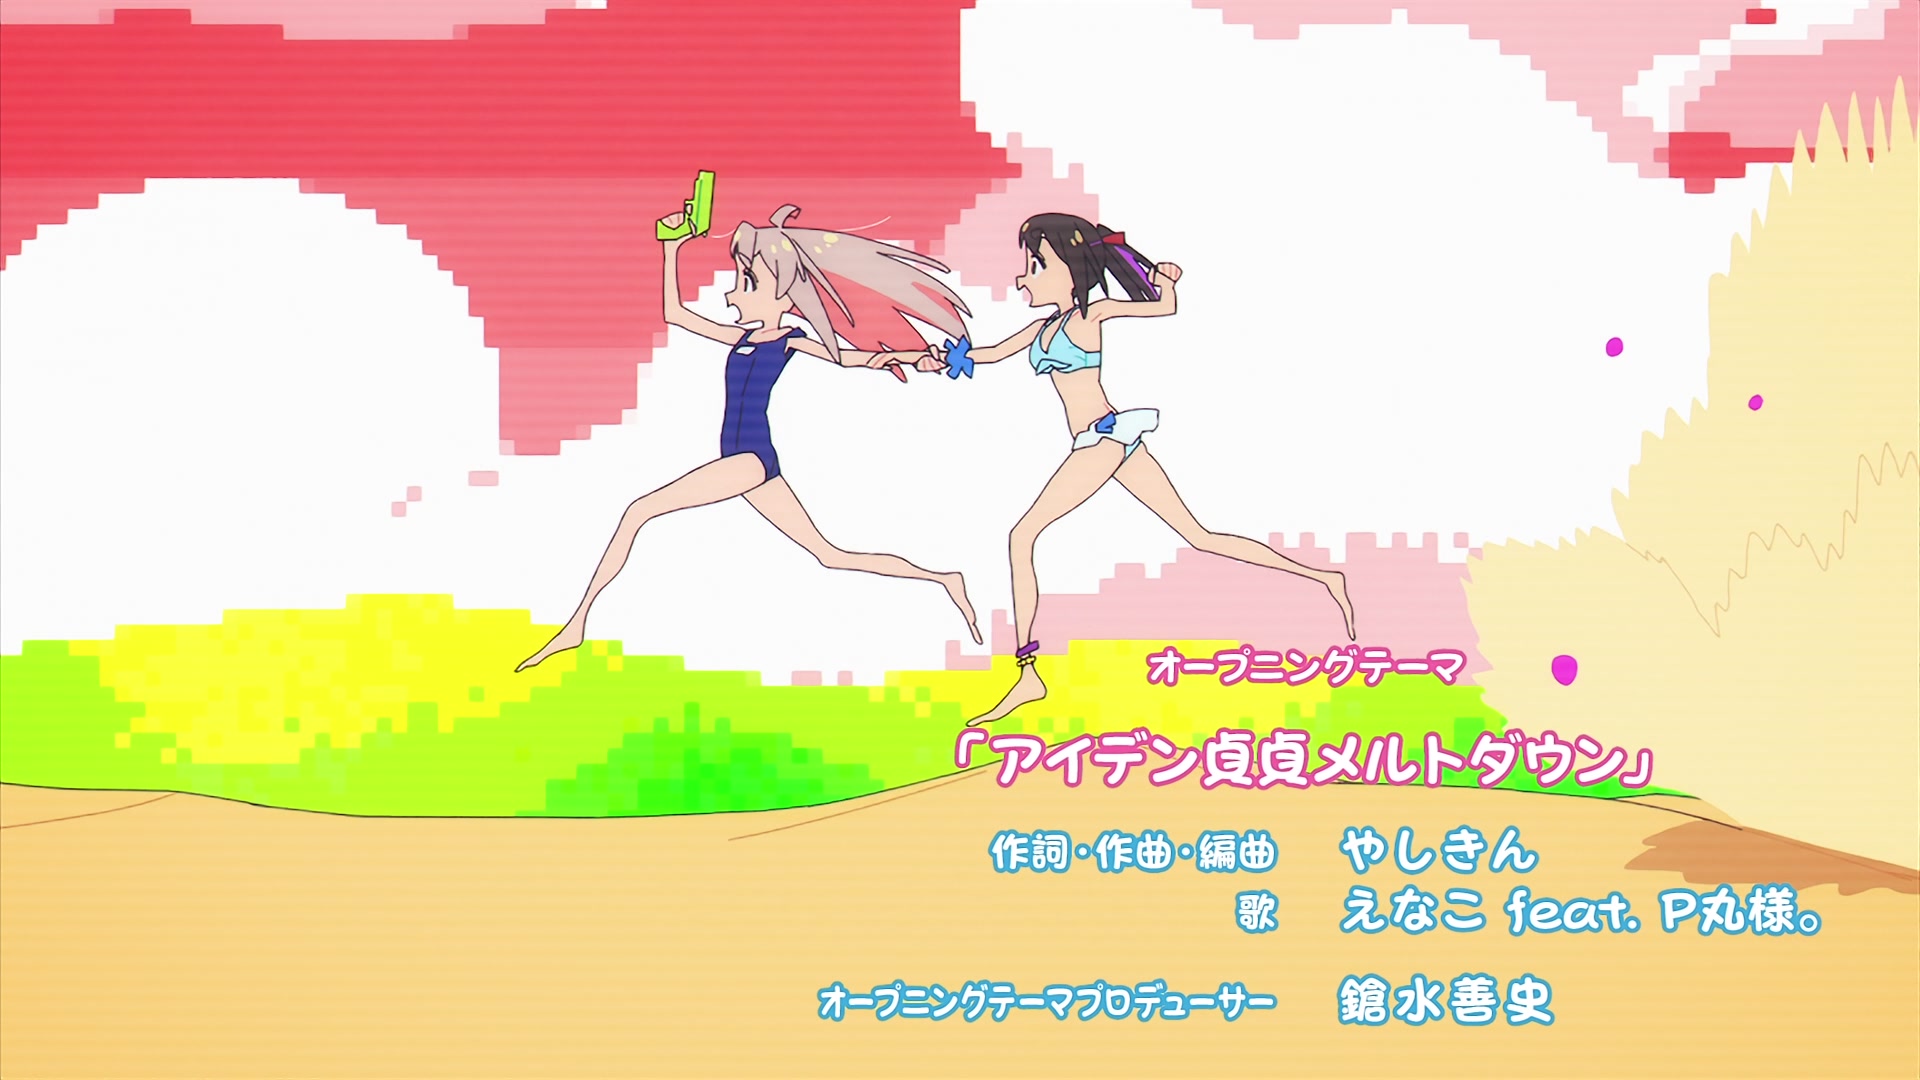 オープニングテーマ
「アイデン貞貞メルトダウン」
作詞・作曲・編曲 やしきん
歌 えなこ feat. P丸様。
オープニングテーマプロデューサー 鎗水善史